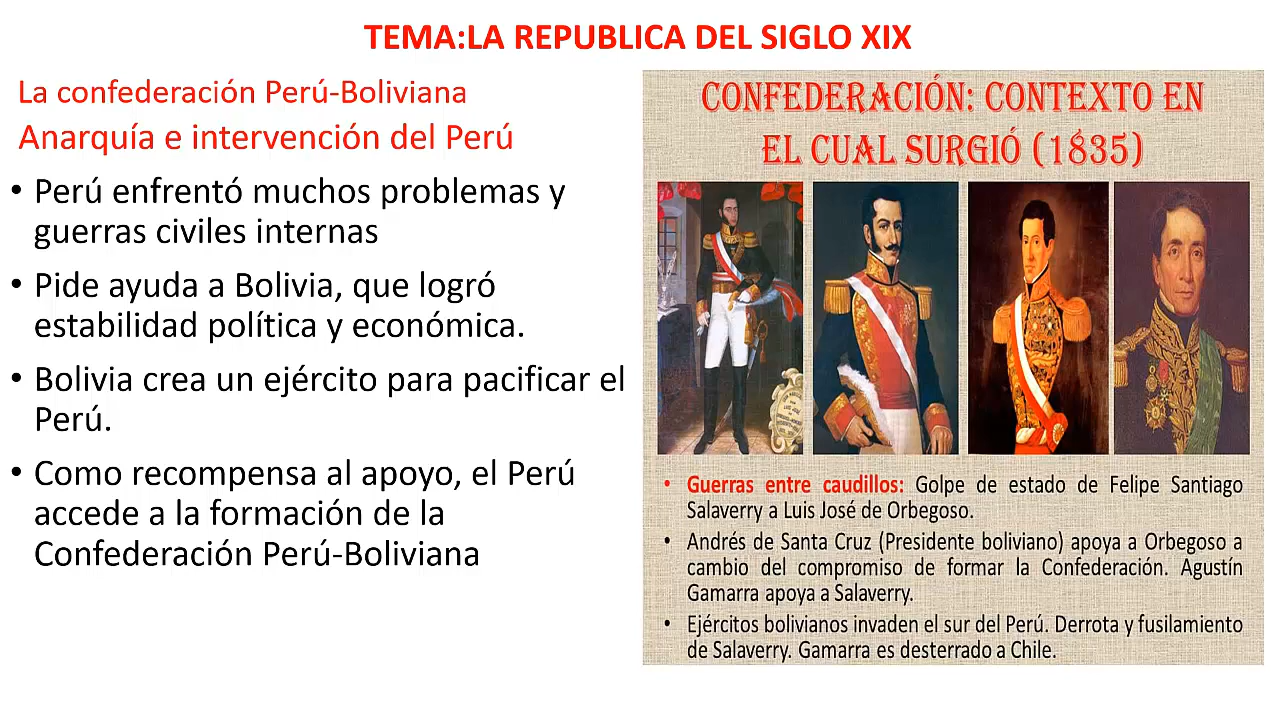 TEMA:LA REPUBLICA DEL SIGLO XIX
La confederación Perú-Boliviana
Anarquía e intervención del Perú
• Perú enfrentó muchos problemas y
guerras civiles internas
• Pide ayuda a Bolivia, que logró
estabilidad política y económica.
• Bolivia crea un ejército para pacificar el
Perú.
• Como recompensa al apoyo, el Perú
accede a la formación de la
Confederación Perú-Boliviana
CONFEDERACIÓN: CONTEXTO EN
EL CUAL SURGIÓ (1835)
• Guerras entre caudillos: Golpe de estado de Felipe Santiago
Salaverry a Luis José de Orbegoso.
• Andrés de Santa Cruz (Presidente boliviano) apoya a Orbegoso a
cambio del compromiso de formar la Confederación. Agustín
Gamarra apoya a Salaverry.
• Ejércitos bolivianos invaden el sur del Perú. Derrota y fusilamiento
de Salaverry. Gamarra es desterrado a Chile.